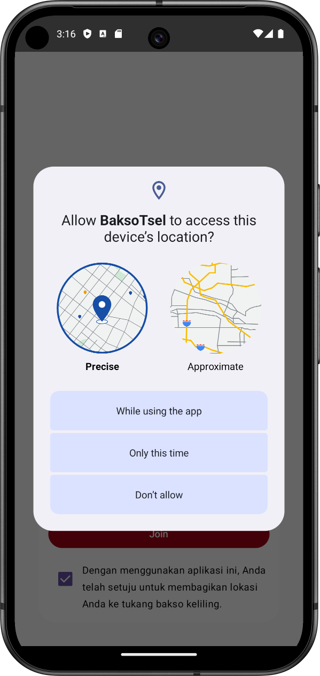 3:16
Allow BaksoTsel to access this
device's location?
Precise
Approximate
While using the app
Only this time
Don't allow
Join
Dengan menggunakan aplikasi ini, Anda
telah setuju untuk membagikan lokasi
Anda ke tukang bakso keliling.